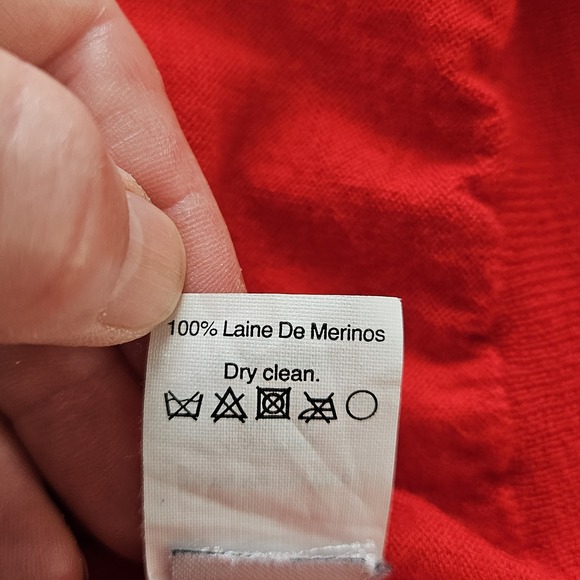 100% Laine De Merinos
Dry clean.